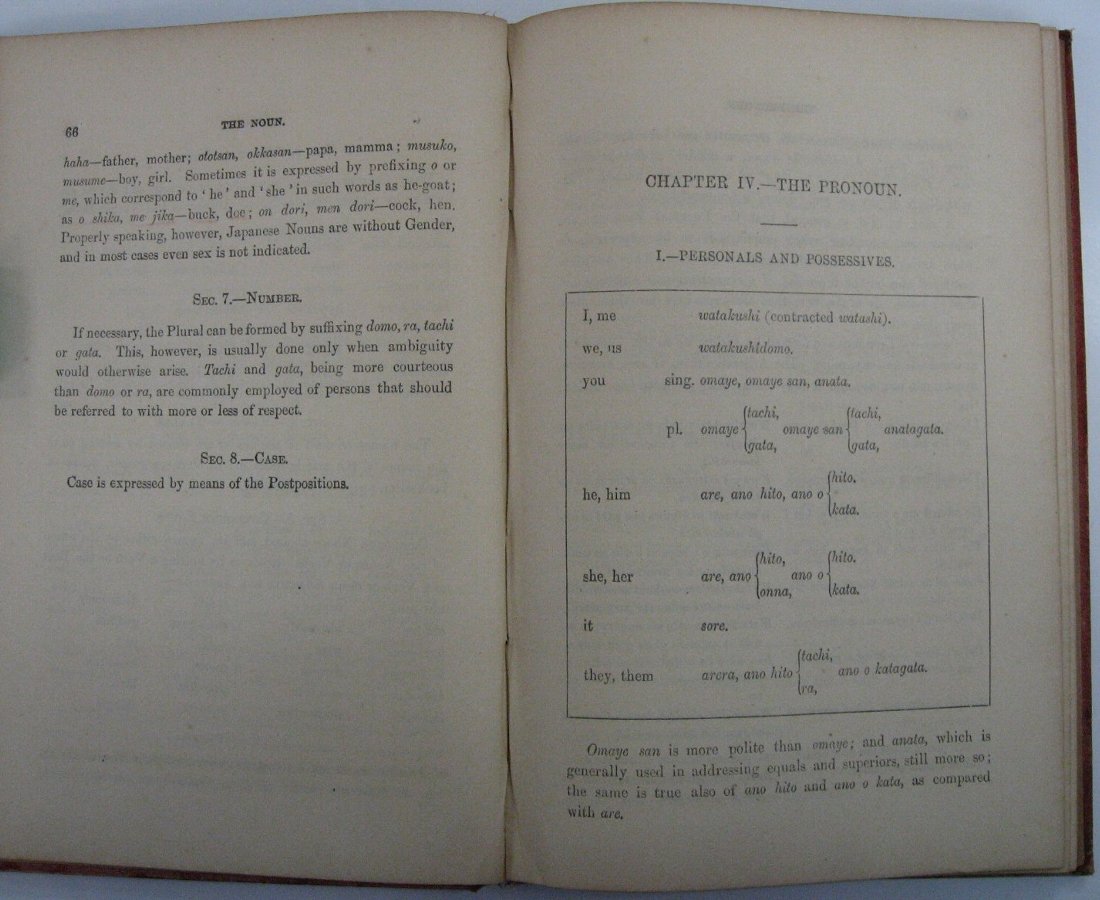 66
THE NOUN.
haha—father, mother; ototsan, okkasan—papa, mamma; musuko,
musume—boy, girl. Sometimes it is expressed by prefixing o or
me, which correspond to ' he' and ' she ' in such words as he-goat;
as o shika, me jika—buck, doe; on dori, men dori—cock, hen.
Properly speaking, however, Japanese Nouns are without Gender,
and in most cases even sex is not indicated.
SEC. 7.—NUMBER.
If necessary, the Plural can be formed by suffixing domo, ra, tachi
or gata. This, however, is usually done only when ambiguity
would otherwise arise. Tachi and gata, being more courteous
than domo or ra, are commonly employed of persons that should
be referred to with more or less of respect.
SEC. 8.—CASE.
Case is expressed by means of the Postpositions.
CHAPTER IV.—THE PRONOUN.
I.—PERSONALS AND POSSESSIVES.
I, me watakushi (contracted watashi).
we, us watakushidomo.
you sing. omaye, omaye san, anata.
tachi, tachi,
pl. omaye omaye san anatagata.
gata, gata,
hito.
he, him are, ano hito, ano o
kata.
hito, hito.
she, her are, ano ano o
onna, kata.
it sore.
tachi,
they, them arera, ano hito ano o katagata.
ra,
Omaye san is more polite than omaye; and anata, which is
generally used in addressing equals and superiors, still more so;
the same is true also of ano hito and ano o kata, as compared
with are.